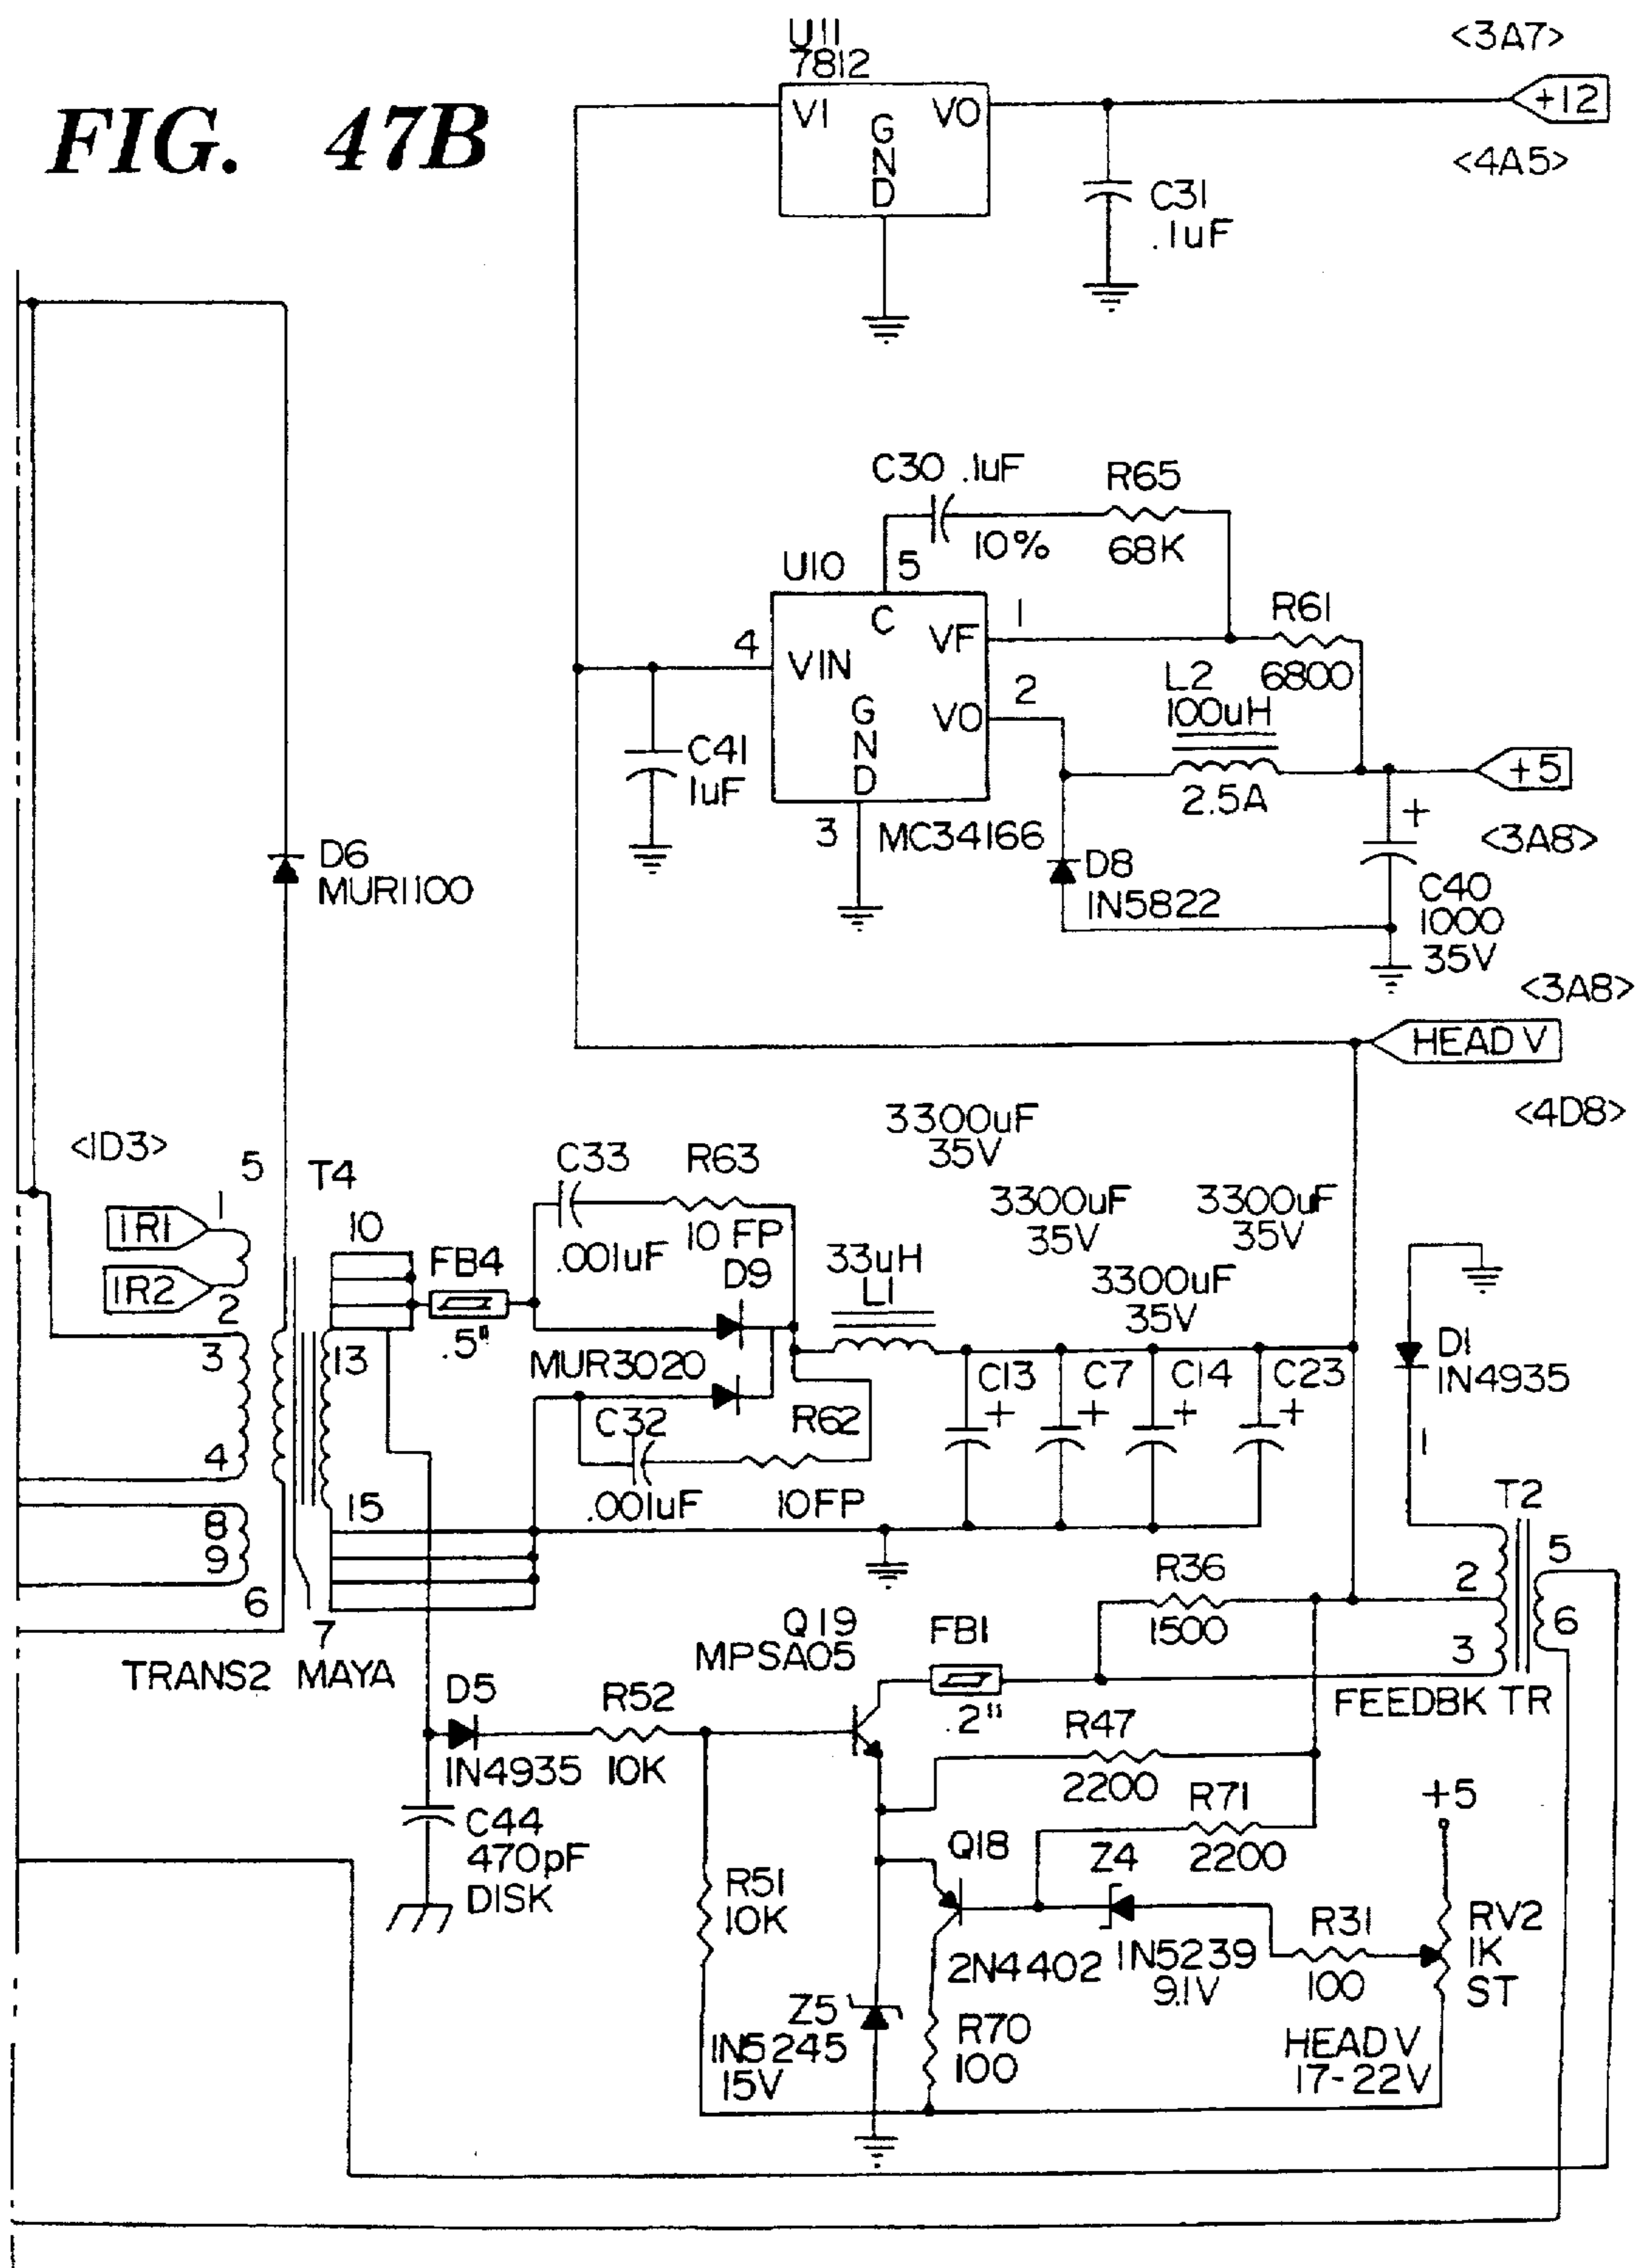 FIG. 47B
U11
7812
VI
VO
GND
<3A7>
+12
<4A5>
C31
.1uF
C30 .1uF
10%
R65
68K
U10
5
C
VF
1
4
VIN
VO
2
GND
3
MC34166
R61
6800
L2
100uH
2.5A
+5
<3A8>
+
C40
1000
35V
C41
1uF
D8
IN5822
D6
MUR1100
<3A8>
HEAD V
<4D8>
<1D3>
5
T4
1
1R1
1R2
2
3
4
8
9
6
7
10
13
15
TRANS2 MAYA
FB4
.5"
C33
.001uF
R63
10 FP
D9
MUR3020
C32
.001uF
R62
10FP
33uH
L1
3300uF
35V
3300uF
35V
3300uF
35V
3300uF
35V
C13
+
C7
+
C14
+
C23
+
D1
IN4935
1
T2
2
3
5
6
FEEDBK TR
R36
1500
Q19
MPSA05
FB1
.2"
D5
IN4935
R52
10K
R47
2200
R71
2200
C44
470pF
DISK
R51
10K
Q18
2N4402
Z4
IN5239
9.1V
R31
100
+5
RV2
1K
ST
Z5
IN5245
15V
R70
100
HEAD V
17-22V